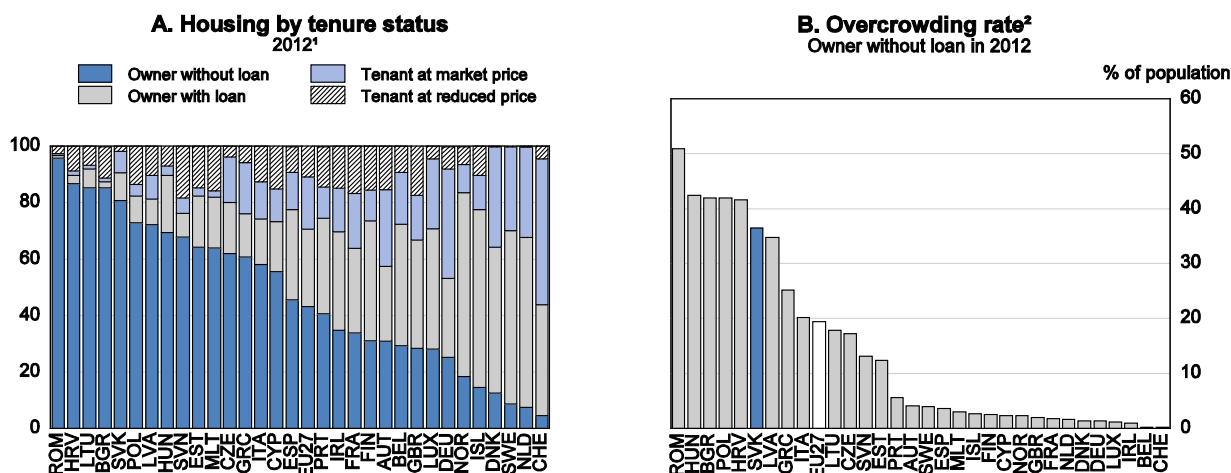 A. Housing by tenure status
2012¹
Owner without loan
Tenant at market price
Owner with loan
Tenant at reduced price
100
80
60
40
20
0
ROM HRV LTU BGR SVK POL LVA HUN SVN EST MLT CZE GRC ITA CYP ESP EU27 PRT IRL FRA FIN AUT BEL GBR LUX DEU NOR ISL DNK SWE NLD CHE
B. Overcrowding rate²
Owner without loan in 2012
% of population
60
50
40
30
20
10
0
ROM HUN BGR POL HRV SVK LVA GRC ITA EU27 LTU CZE SVN EST PRT AUT SWE ESP MLT ISL FIN CYP NOR GBR FRA NLD DNK DEU LUX IRL BEL CHE